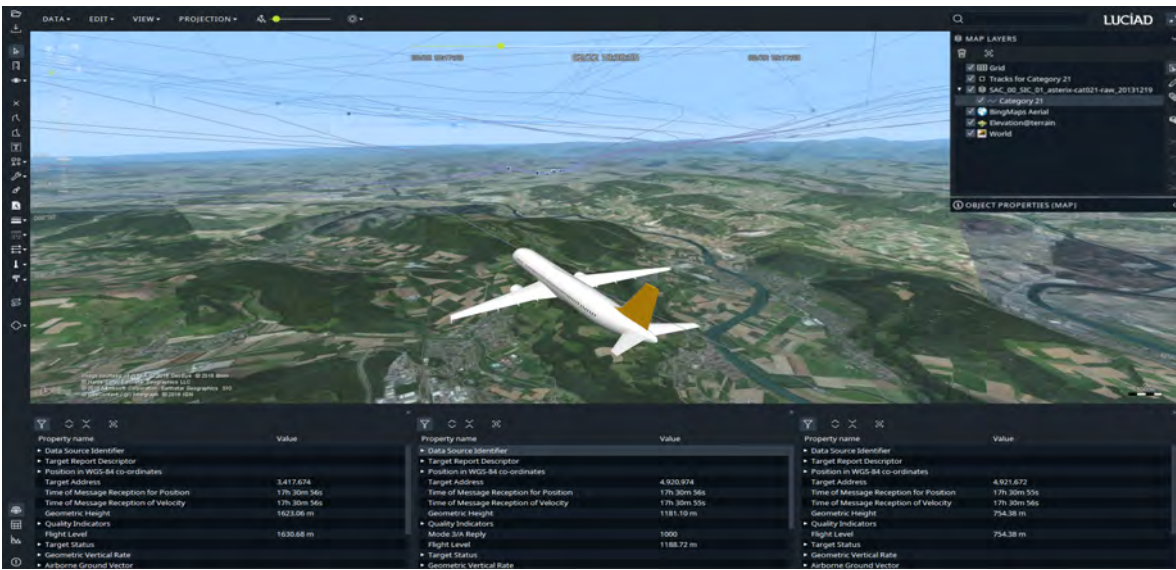 DATA EDIT VIEW PROJECTION
LUCIAD
MAP LAYERS
Grid
Tracks for Category 21
SAC_00_SIC_01_asterix-cat021-raw_20131219
Category 21
BingMaps Aerial
Elevation@terrain
World
OBJECT PROPERTIES (MAP)
Property name Value
Data Source Identifier
Target Report Descriptor
Position in WGS-84 co-ordinates
Target Address 3,417,674
Time of Message Reception for Position 17h 30m 56s
Time of Message Reception of Velocity 17h 30m 56s
Geometric Height 1623.06 m
Quality Indicators
Flight Level 1630.68 m
Target Status
Geometric Vertical Rate
Airborne Ground Vector
Property name Value
Data Source Identifier
Target Report Descriptor
Position in WGS-84 co-ordinates
Target Address 4,920,974
Time of Message Reception for Position 17h 30m 56s
Time of Message Reception of Velocity 17h 30m 55s
Geometric Height 1181.10 m
Quality Indicators
Mode 3/A Reply 1000
Flight Level 1188.72 m
Target Status
Geometric Vertical Rate
Property name Value
Data Source Identifier
Target Report Descriptor
Position in WGS-84 co-ordinates
Target Address 4,921,672
Time of Message Reception for Position 17h 30m 55s
Time of Message Reception of Velocity 17h 30m 56s
Geometric Height 754.38 m
Quality Indicators
Flight Level 754.38 m
Target Status
Geometric Vertical Rate
Airborne Ground Vector